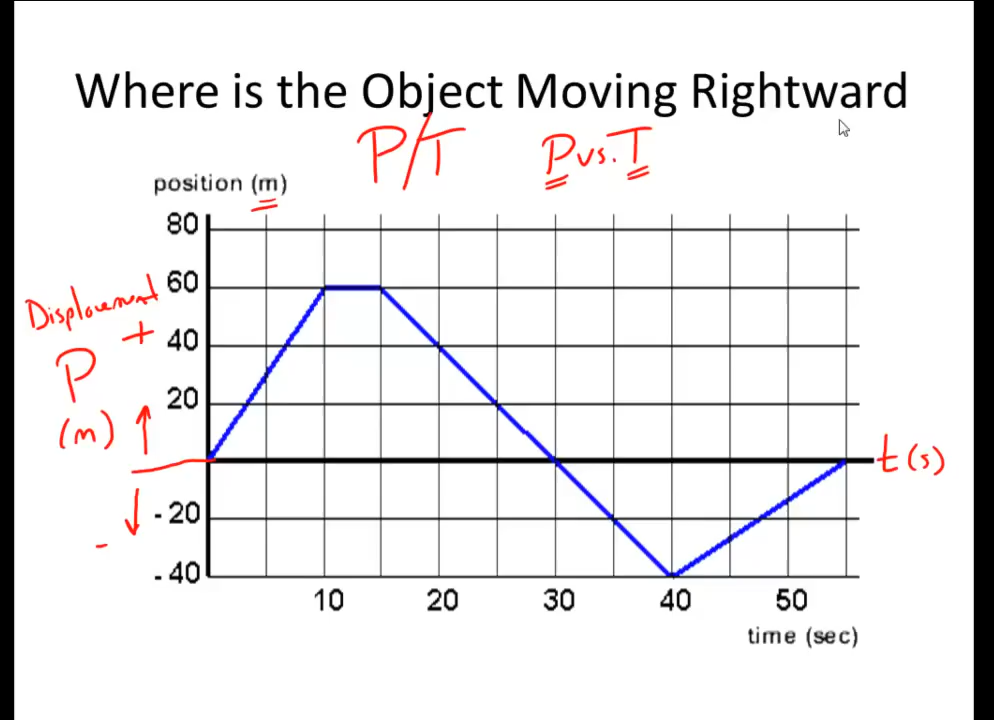 Where is the Object Moving Rightward
P/T P vs. T
position (m)
80
Displacement
60
+
40
P
20
(m)
t (s)
- 20
-
- 40
10 20 30 40 50
time (sec)